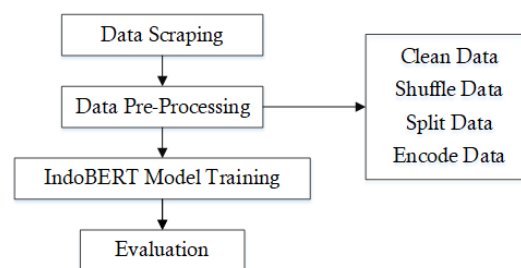 Data Scraping
Data Pre-Processing
IndoBERT Model Training
Evaluation
Clean Data
Shuffle Data
Split Data
Encode Data